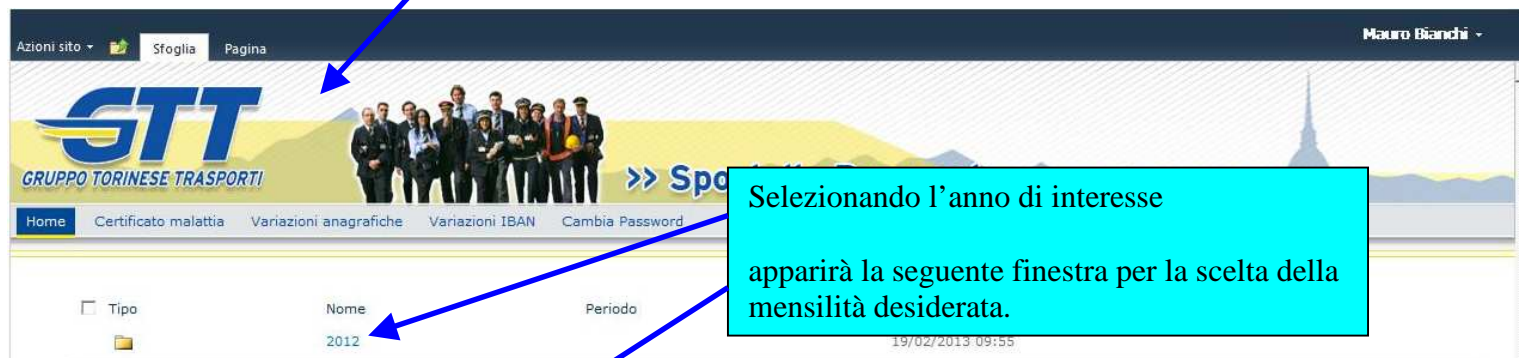 Mauro Bianchi
Azioni sito Sfoglia Pagina
GTT
GRUPPO TORINESE TRASPORTI
>>
Home Certificato malattia Variazioni anagrafiche Variazioni IBAN Cambia Password
Selezionando l’anno di interesse
apparirà la seguente finestra per la scelta della
mensilità desiderata.
Tipo Nome Periodo
2012 19/02/2013 09:55